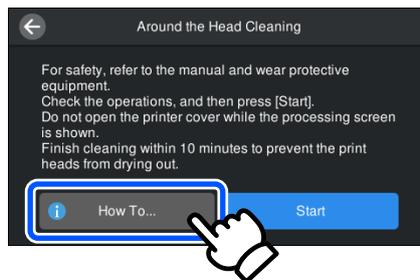 Around the Head Cleaning
For safety, refer to the manual and wear protective
equipment.
Check the operations, and then press [Start].
Do not open the printer cover while the processing screen
is shown.
Finish cleaning within 10 minutes to prevent the print
heads from drying out.
How To...
Start